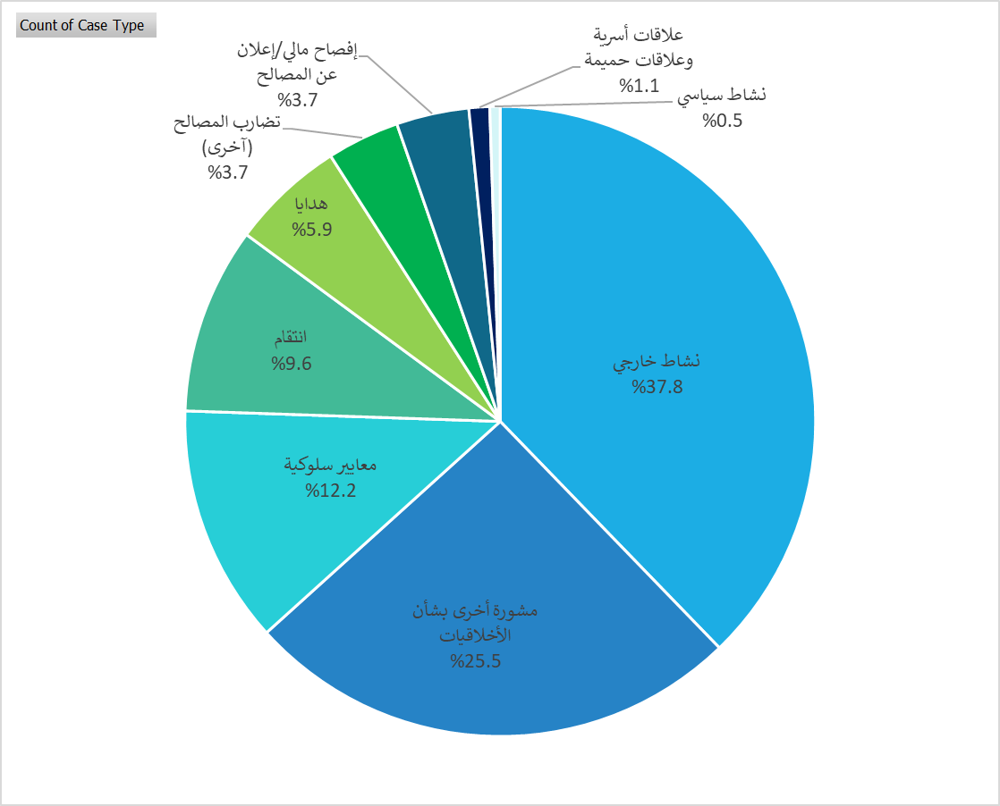 Count of Case Type
علاقات أسرية
وعلاقات حميمة
%1.1
إفصاح مالي/إعلان
عن المصالح
%3.7
نشاط سياسي
%0.5
تضارب المصالح
(آخرى)
%3.7
هدايا
%5.9
انتقام
%9.6
نشاط خارجي
%37.8
معايير سلوكية
%12.2
مشورة أخرى بشأن
الأخلاقيات
%25.5